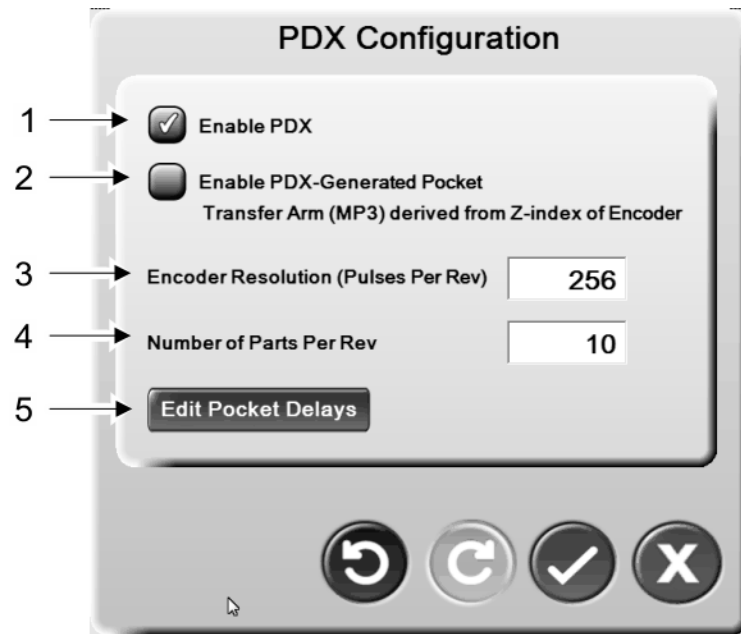 PDX Configuration
1
Enable PDX
2
Enable PDX-Generated Pocket
Transfer Arm (MP3) derived from Z-index of Encoder
3
Encoder Resolution (Pulses Per Rev) 256
4
Number of Parts Per Rev 10
5
Edit Pocket Delays